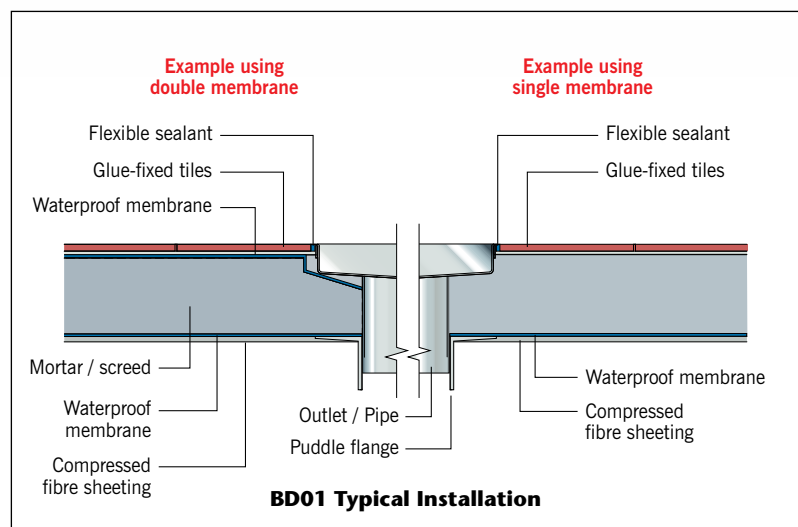 Example using
double membrane
Example using
single membrane
Flexible sealant
Flexible sealant
Glue-fixed tiles
Glue-fixed tiles
Waterproof membrane
Mortar / screed
Waterproof membrane
Waterproof
membrane
Outlet / Pipe
Compressed
fibre sheeting
Puddle flange
Compressed
fibre sheeting
BD01 Typical Installation